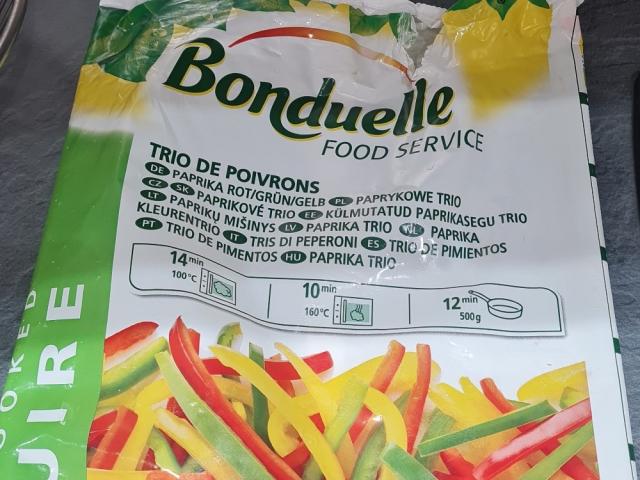 Bonduelle
FOOD SERVICE
TRIO DE POIVRONS
DE PAPRIKA ROT/GRÜN/GELB PL PAPRYKOWE TRIO
CZ SK PAPRIKOVÉ TRIO EE KÜLMUTATUD PAPRIKASEGU TRIO
LT PAPRIKŲ MIŠINYS LV PAPRIKA TRIO NL PAPRIKA
KLEURENTRIO IT TRIS DI PEPERONI ES TRIO DE PIMIENTOS
PT TRIO DE PIMENTOS HU PAPRIKA TRIO
14 min
100°C
10 min
160°C
12 min
500g
OOKED
UIRE